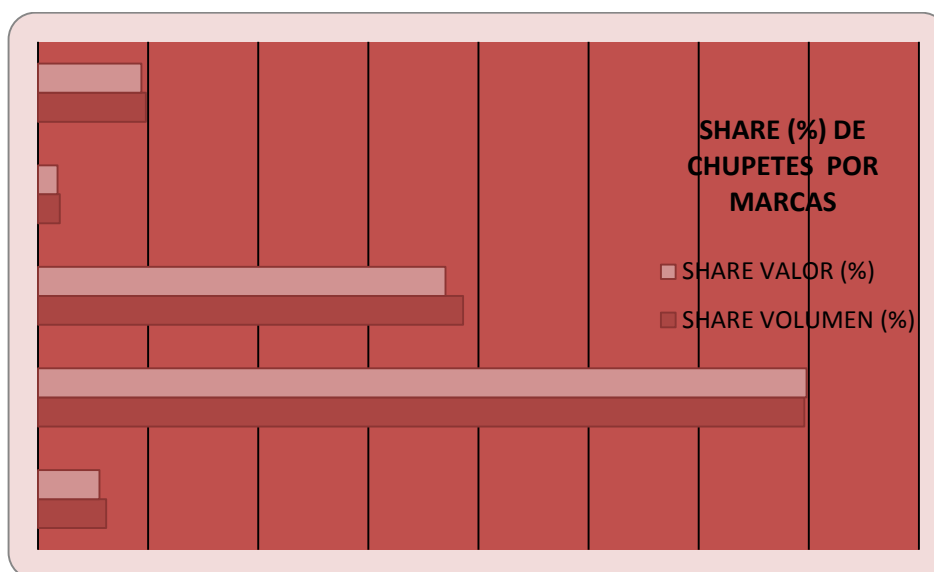 SHARE (%) DE
CHUPETES POR
MARCAS
SHARE VALOR (%)
SHARE VOLUMEN (%)